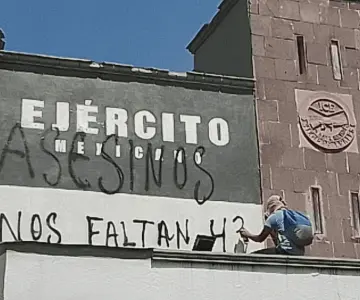 EJÉRCITO
MEXICANO
ASESINOS
NOS FALTAN 43